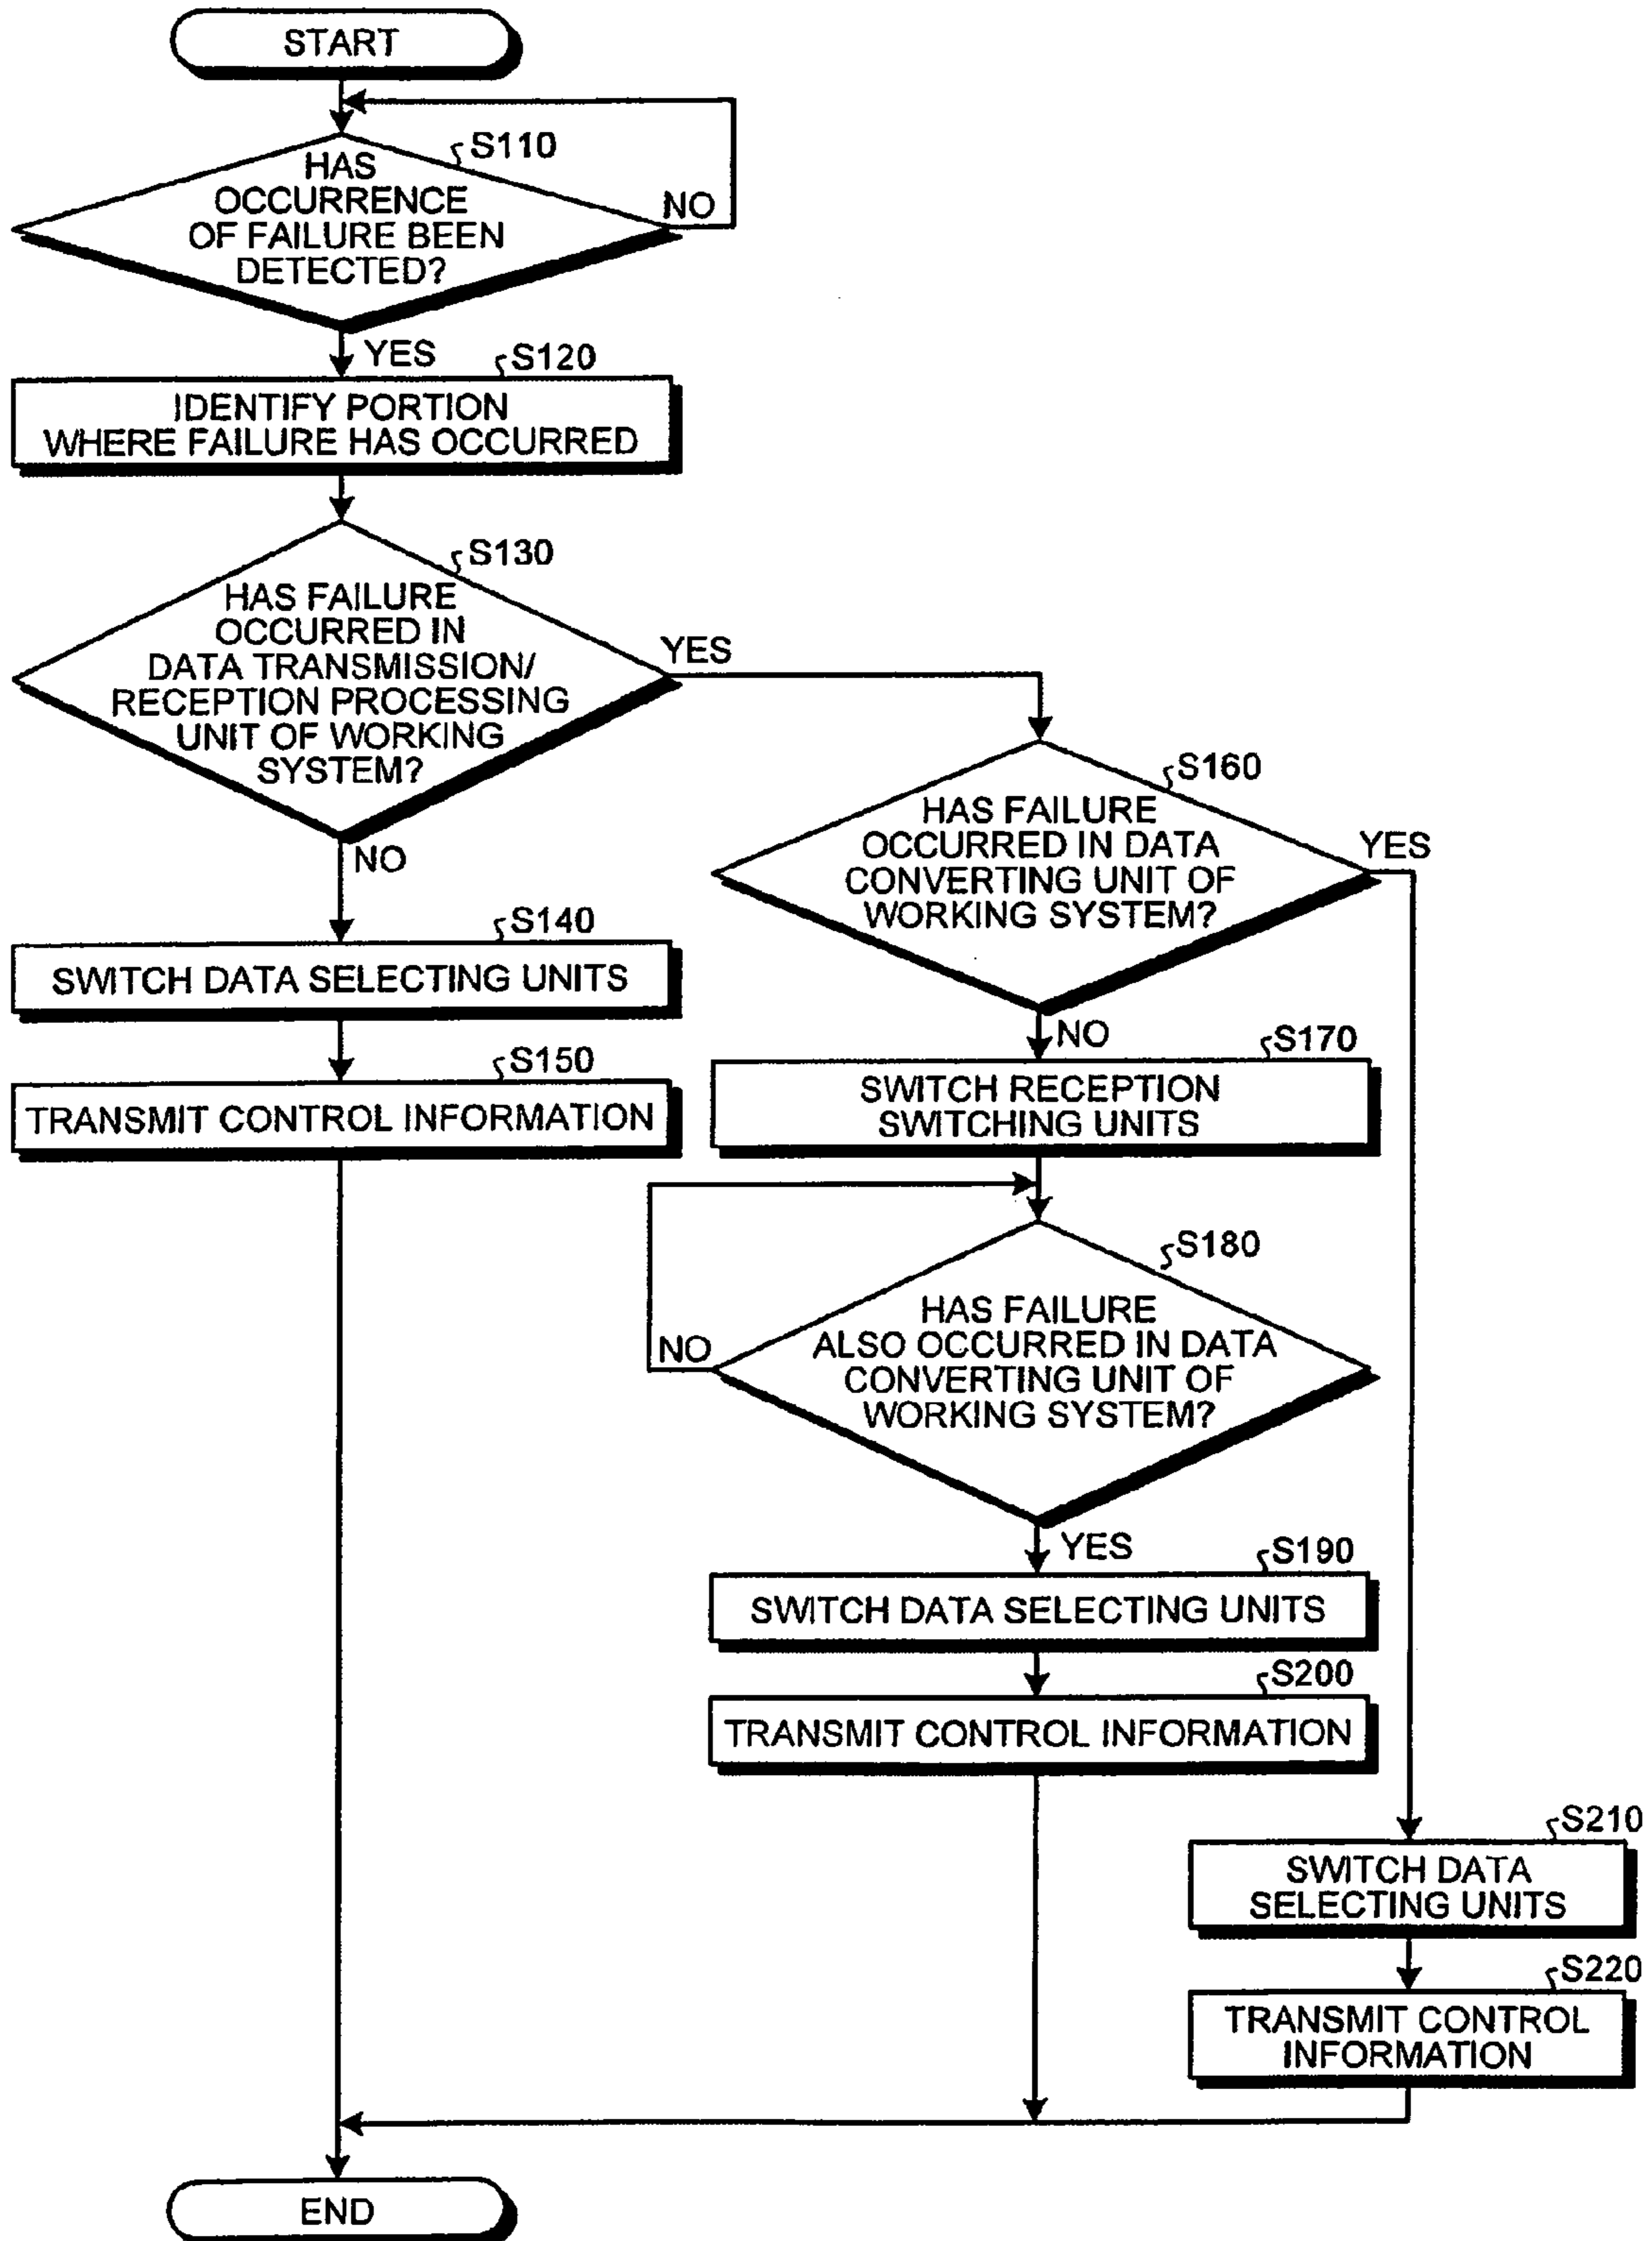 START
S110
HAS
OCCURRENCE
OF FAILURE BEEN
DETECTED?
NO
YES
S120
IDENTIFY PORTION
WHERE FAILURE HAS OCCURRED
S130
HAS FAILURE
OCCURRED IN
DATA TRANSMISSION/
RECEPTION PROCESSING
UNIT OF WORKING
SYSTEM?
YES
NO
S140
SWITCH DATA SELECTING UNITS
S150
TRANSMIT CONTROL INFORMATION
S160
HAS FAILURE
OCCURRED IN DATA
CONVERTING UNIT OF
WORKING SYSTEM?
YES
NO
S170
SWITCH RECEPTION
SWITCHING UNITS
S180
HAS FAILURE
ALSO OCCURRED IN DATA
CONVERTING UNIT OF
WORKING SYSTEM?
NO
YES
S190
SWITCH DATA SELECTING UNITS
S200
TRANSMIT CONTROL INFORMATION
S210
SWITCH DATA
SELECTING UNITS
S220
TRANSMIT CONTROL
INFORMATION
END